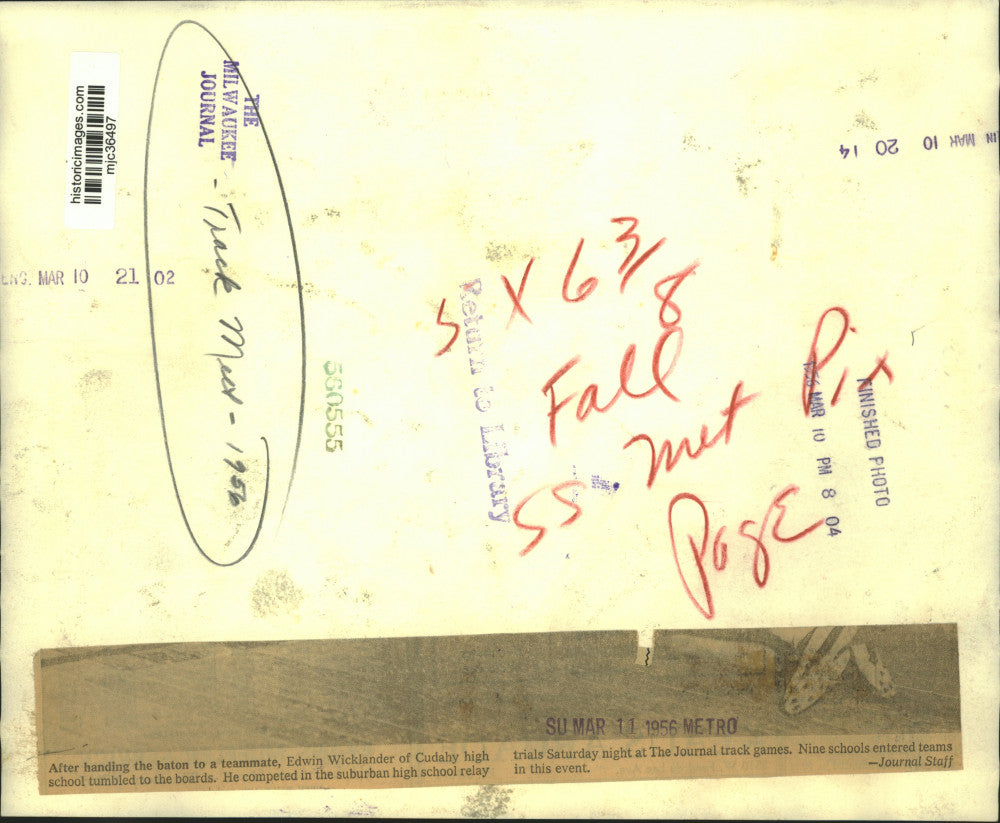 historicimages.com
mjc36497
THE
MILWAUKEE
JOURNAL
- Track Meet - 1956
IN MAR 10 20 14
ENG. MAR 10 21 02
560555
Return to Library
5 X 6 3/8
Fall
SS Met Pix
Page
1956 MAR 10 PM 8 04
FINISHED PHOTO
SU MAR 11 1956 METRO
After handing the baton to a teammate, Edwin Wicklander of Cudahy high
school tumbled to the boards. He competed in the suburban high school relay
trials Saturday night at The Journal track games. Nine schools entered teams
in this event.
—Journal Staff